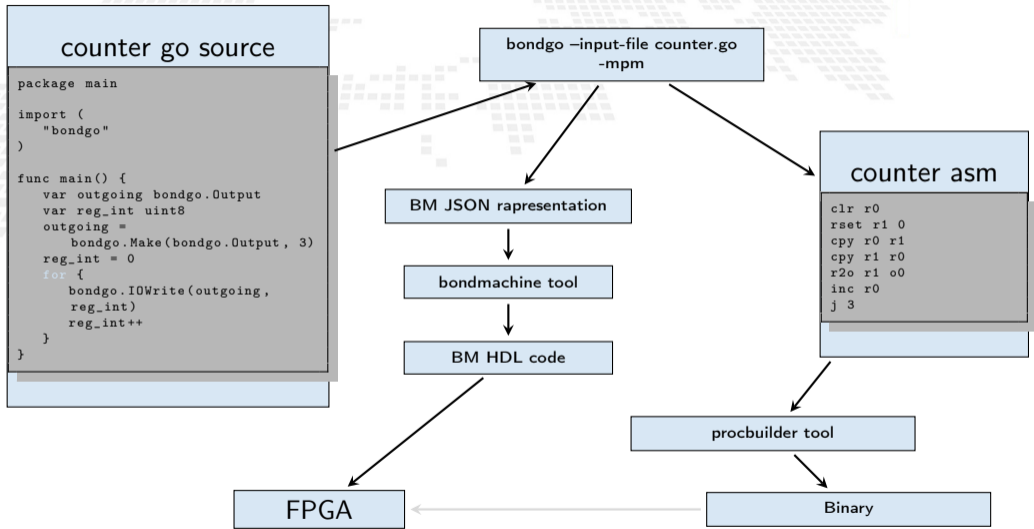 counter go source
package main
import (
"bondgo"
)
func main() {
var outgoing bondgo.Output
var reg_int uint8
outgoing =
bondgo.Make(bondgo.Output, 3)
reg_int = 0
for {
bondgo.IOWrite(outgoing,
reg_int)
reg_int++
}
}
bondgo –input-file counter.go
-mpm
BM JSON rapresentation
bondmachine tool
BM HDL code
FPGA
counter asm
clr r0
rset r1 0
cpy r0 r1
cpy r1 r0
r2o r1 o0
inc r0
j 3
procbuilder tool
Binary